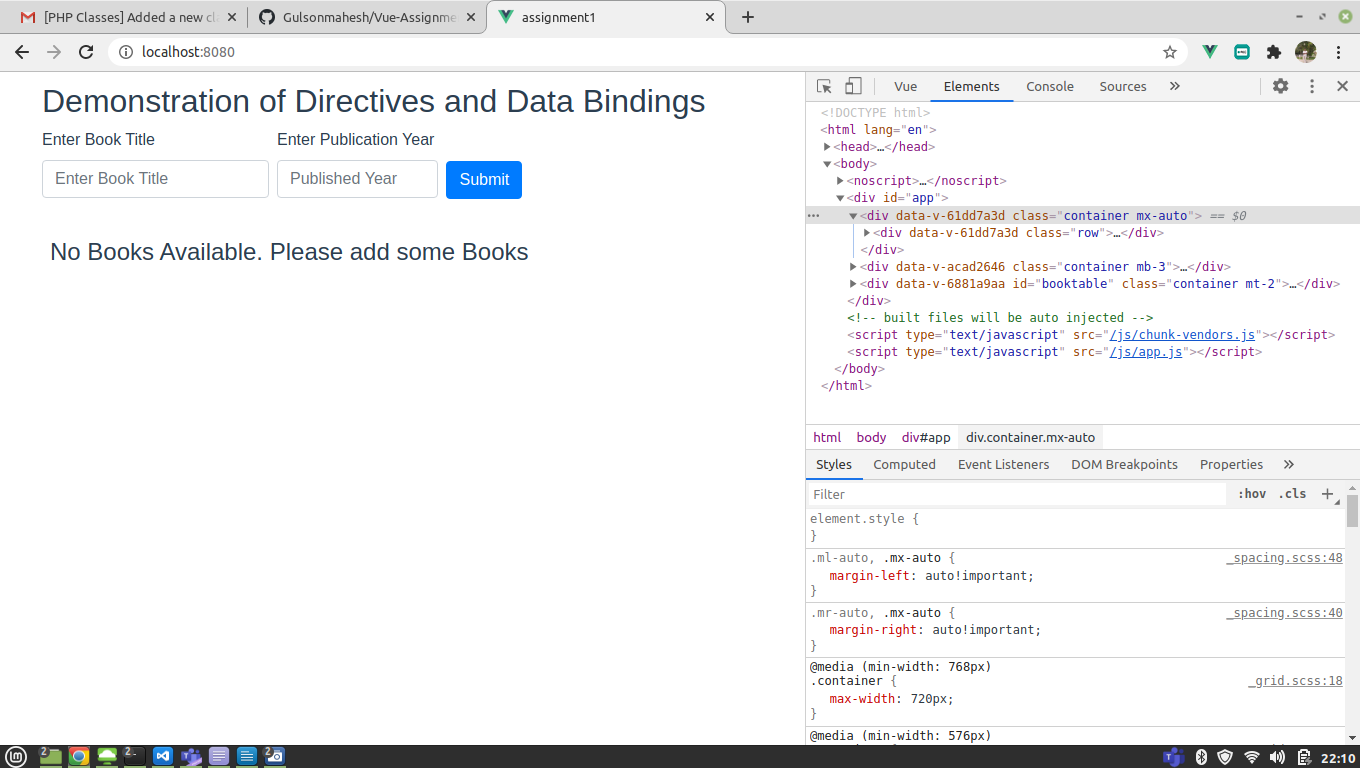 [PHP Classes] Added a new cl
Gulsonmahesh/Vue-Assignme
assignment1
localhost:8080
Demonstration of Directives and Data Bindings
Enter Book Title
Enter Publication Year
Enter Book Title
Published Year
Submit
No Books Available. Please add some Books
Vue
Elements
Console
Sources
<!DOCTYPE html>
<html lang="en">
<head>…</head>
<body>
<noscript>…</noscript>
<div id="app">
<div data-v-61dd7a3d class="container mx-auto"> == $0
<div data-v-61dd7a3d class="row">…</div>
</div>
<div data-v-acad2646 class="container mb-3">…</div>
<div data-v-6881a9aa id="booktable" class="container mt-2">…</div>
</div>
<!-- built files will be auto injected -->
<script type="text/javascript" src="/js/chunk-vendors.js"></script>
<script type="text/javascript" src="/js/app.js"></script>
</body>
</html>
html body div#app div.container.mx-auto
Styles Computed Event Listeners DOM Breakpoints Properties
Filter
:hov .cls
element.style {
}
.ml-auto, .mx-auto {
_spacing.scss:48
margin-left: auto!important;
}
.mr-auto, .mx-auto {
_spacing.scss:40
margin-right: auto!important;
}
@media (min-width: 768px)
.container {
_grid.scss:18
max-width: 720px;
}
@media (min-width: 576px)
2
2
2
22:10